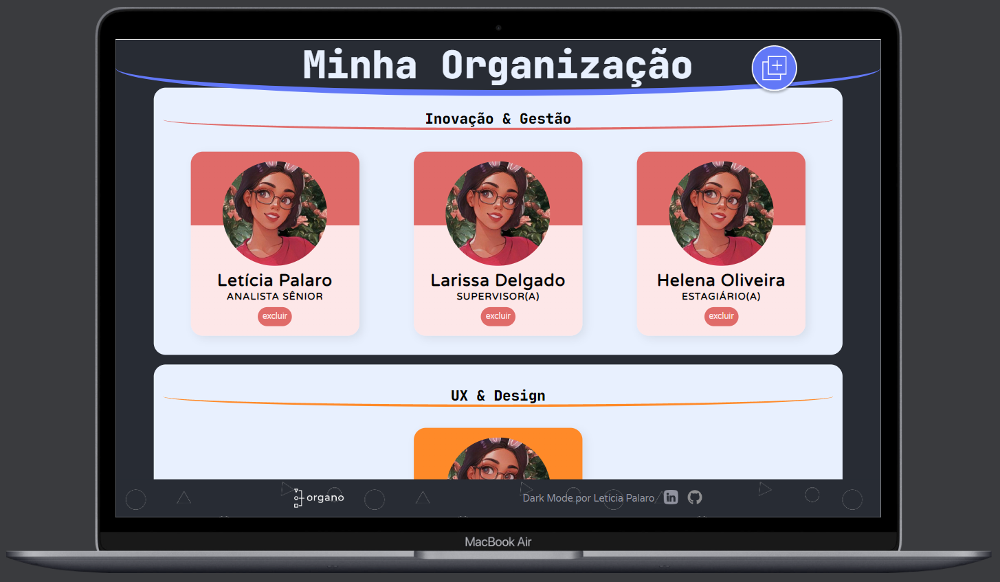 Minha Organização
Inovação & Gestão
Letícia Palaro
ANALISTA SÊNIOR
excluir
Larissa Delgado
SUPERVISOR(A)
excluir
Helena Oliveira
ESTAGIÁRIO(A)
excluir
UX & Design
organo
Dark Mode por Letícia Palaro
in
MacBook Air